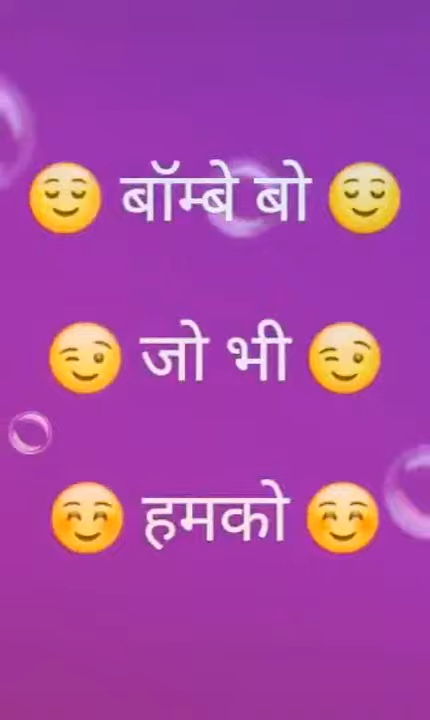 😌 बॉम्बे बो 😌
😉 जो भी 😉
😊 हमको 😊